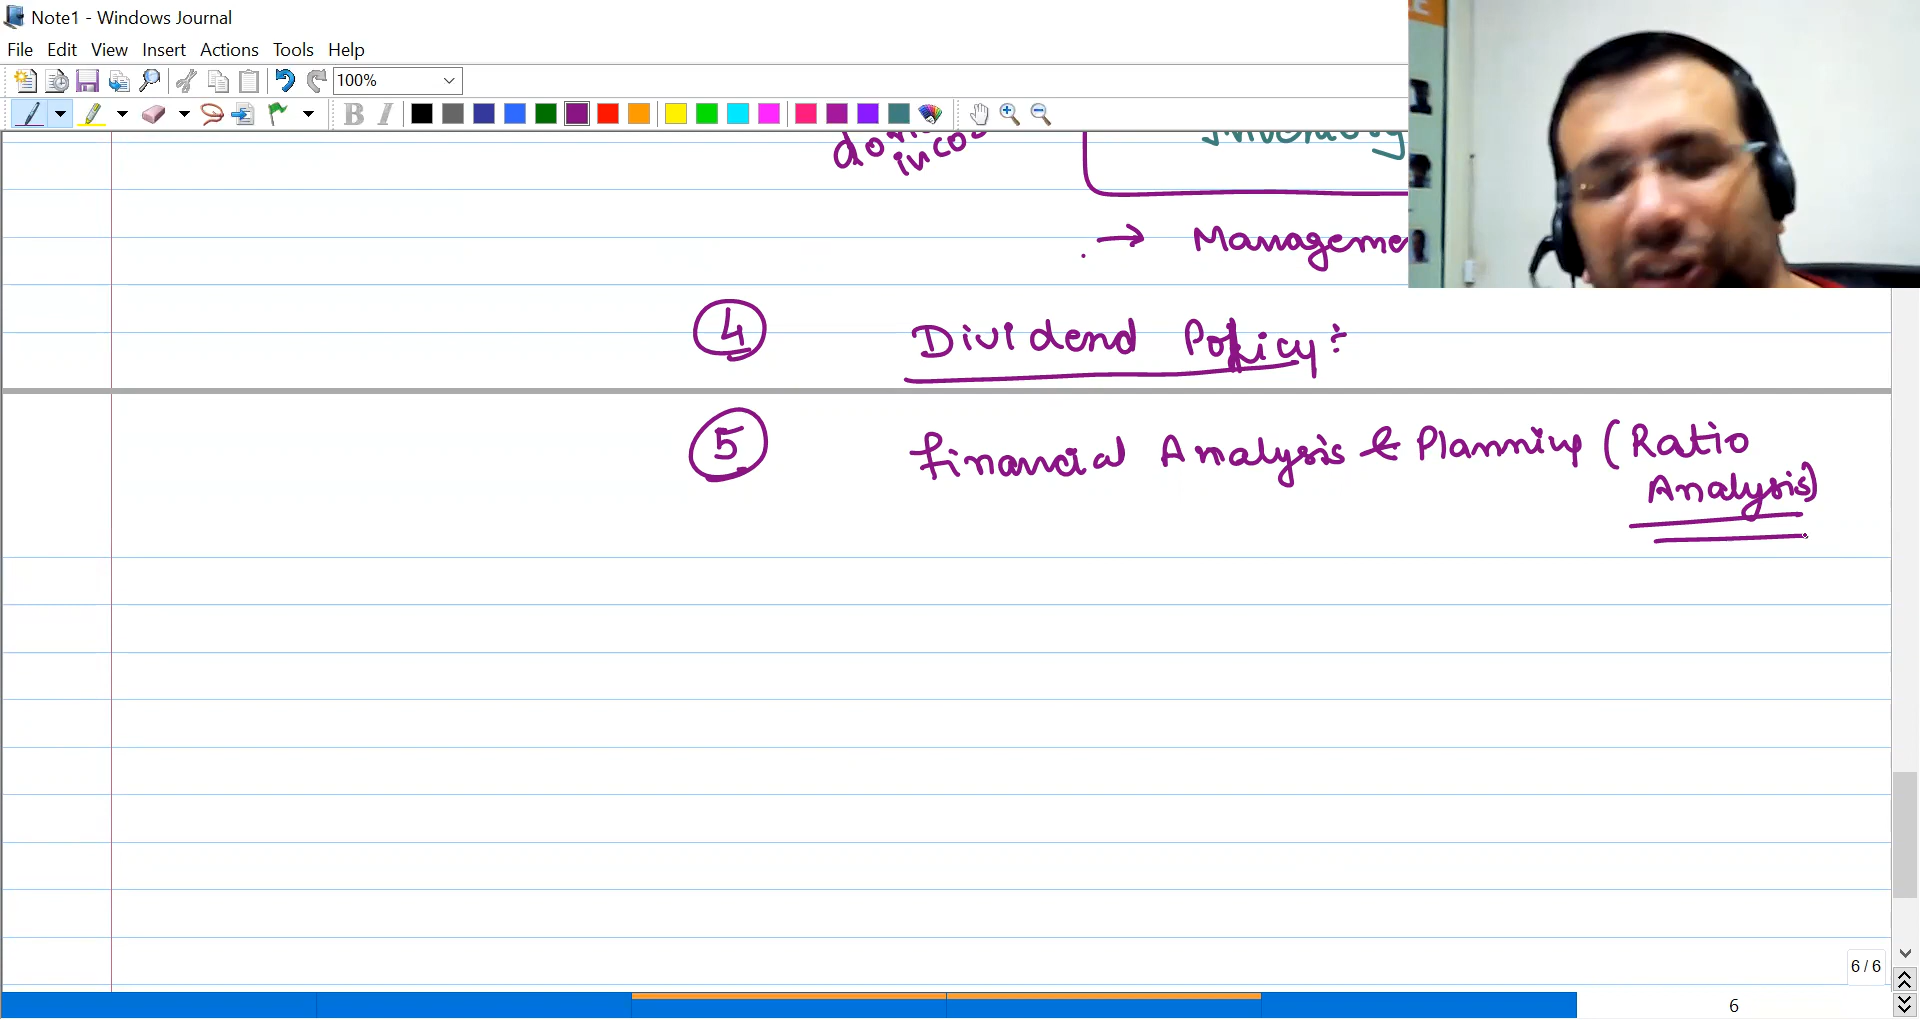 Note1 - Windows Journal
File Edit View Insert Actions Tools Help
100%
B I
→ Manageme
4 Dividend Policy:
5 Financial Analysis & Planning (Ratio
Analysis)
6 / 6
6